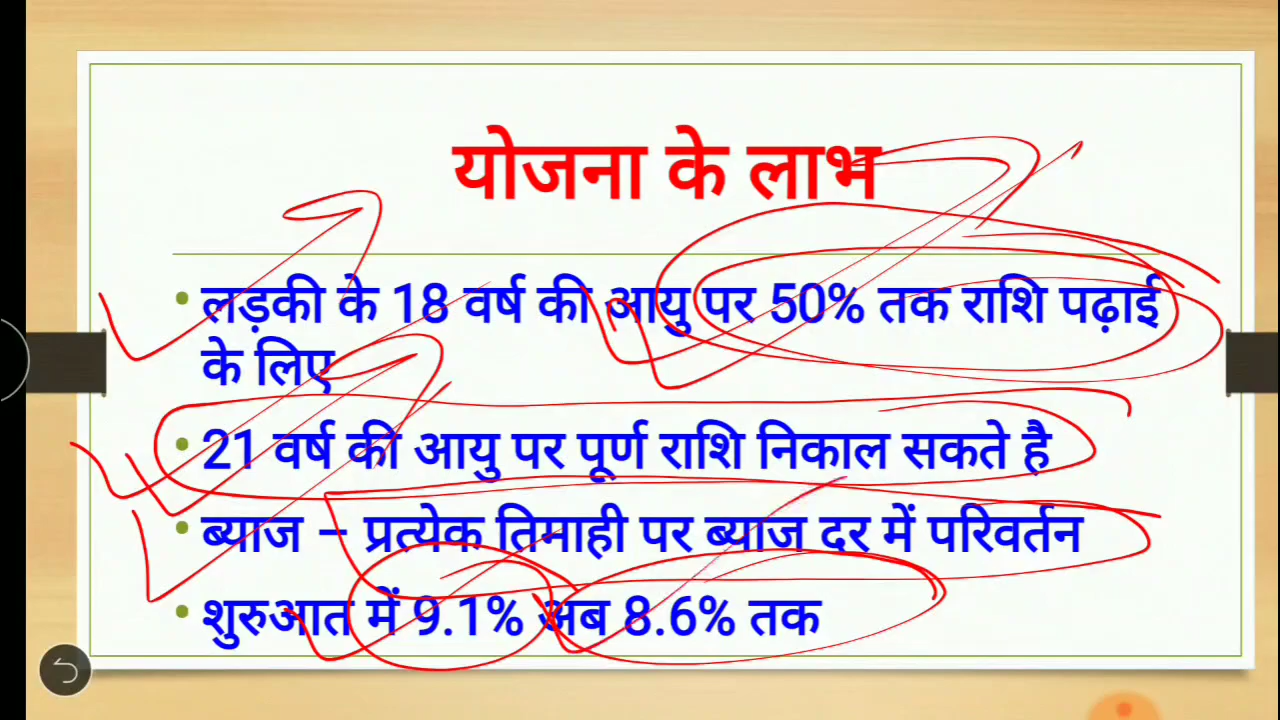 योजना के लाभ
• लड़की के 18 वर्ष की आयु पर 50% तक राशि पढ़ाई
के लिए
• 21 वर्ष की आयु पर पूर्ण राशि निकाल सकते है
• ब्याज – प्रत्येक तिमाही पर ब्याज दर में परिवर्तन
• शुरुआत में 9.1% अब 8.6% तक